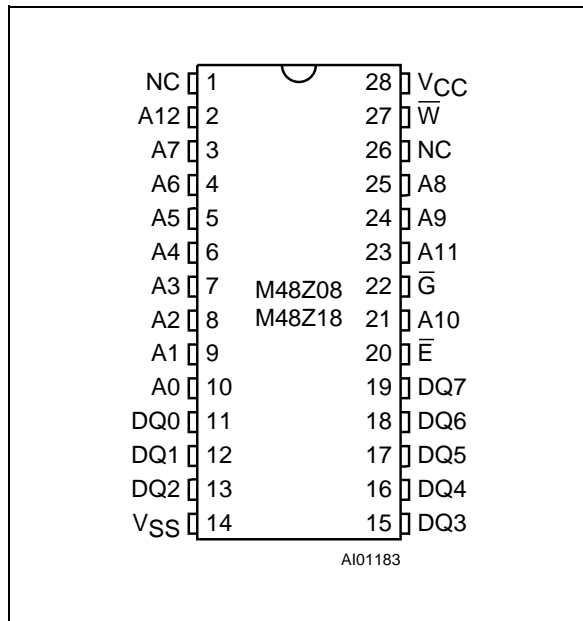 NC 1 28 VCC
A12 2 27 W̅
A7 3 26 NC
A6 4 25 A8
A5 5 24 A9
A4 6 23 A11
A3 7 M48Z08 22 G̅
A2 8 M48Z18 21 A10
A1 9 20 E̅
A0 10 19 DQ7
DQ0 11 18 DQ6
DQ1 12 17 DQ5
DQ2 13 16 DQ4
VSS 14 15 DQ3
AI01183